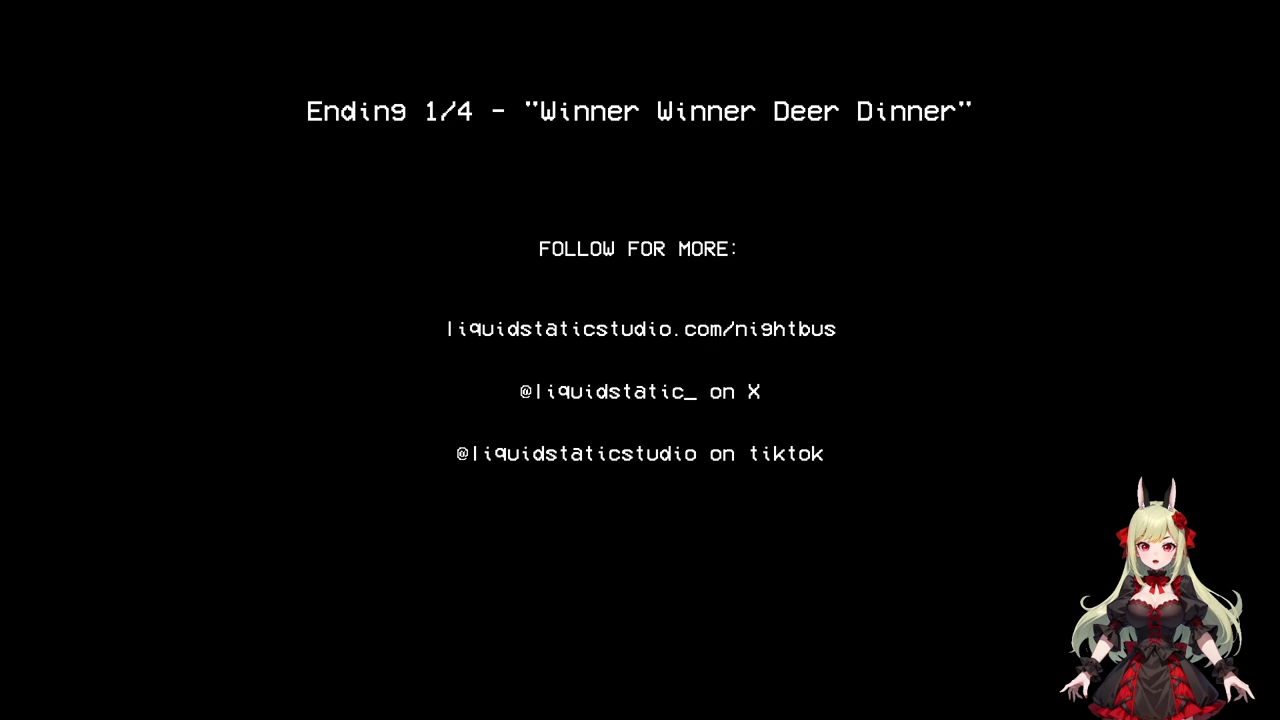 Ending 1/4 - "Winner Winner Deer Dinner"
FOLLOW FOR MORE:
liquidstaticstudio.com/nightbus
@liquidstatic_ on X
@liquidstaticstudio on tiktok